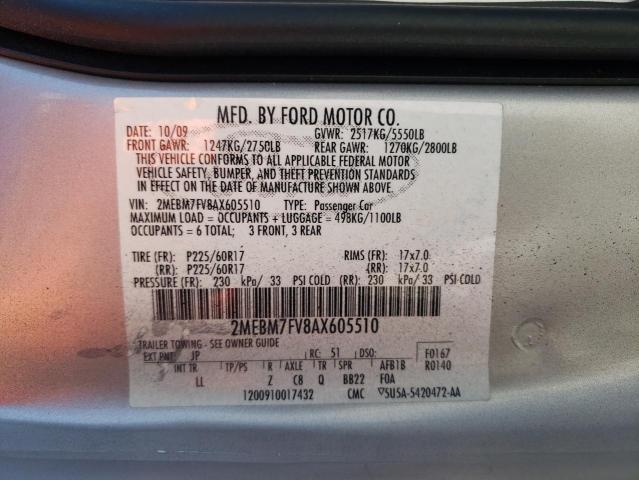 MFD. BY FORD MOTOR CO.
DATE: 10/09 GVWR: 2517KG/5550LB
FRONT GAWR: 1247KG/2750LB REAR GAWR: 1270KG/2800LB
THIS VEHICLE CONFORMS TO ALL APPLICABLE FEDERAL MOTOR
VEHICLE SAFETY, BUMPER, AND THEFT PREVENTION STANDARDS
IN EFFECT ON THE DATE OF MANUFACTURE SHOWN ABOVE.
VIN: 2MEBM7FV8AX605510 TYPE: Passenger Car
MAXIMUM LOAD = OCCUPANTS + LUGGAGE = 498KG/1100LB
OCCUPANTS = 6 TOTAL; 3 FRONT, 3 REAR
TIRE (FR): P225/60R17 RIMS (FR): 17x7.0
(RR): P225/60R17 (RR): 17x7.0
PRESSURE (FR): 230 kPa/ 33 PSI COLD (RR): 230 kPa/ 33 PSI COLD
2MEBM7FV8AX605510
TRAILER TOWING - SEE OWNER GUIDE
EXT PNT: JP RC: 51 DSO: F0167
INT TR TP/PS R AXLE TR SPR AFB1B R0140
LL Z C8 Q BB22 F0A
1200910017432 CMC ▽5U5A-5420472-AA